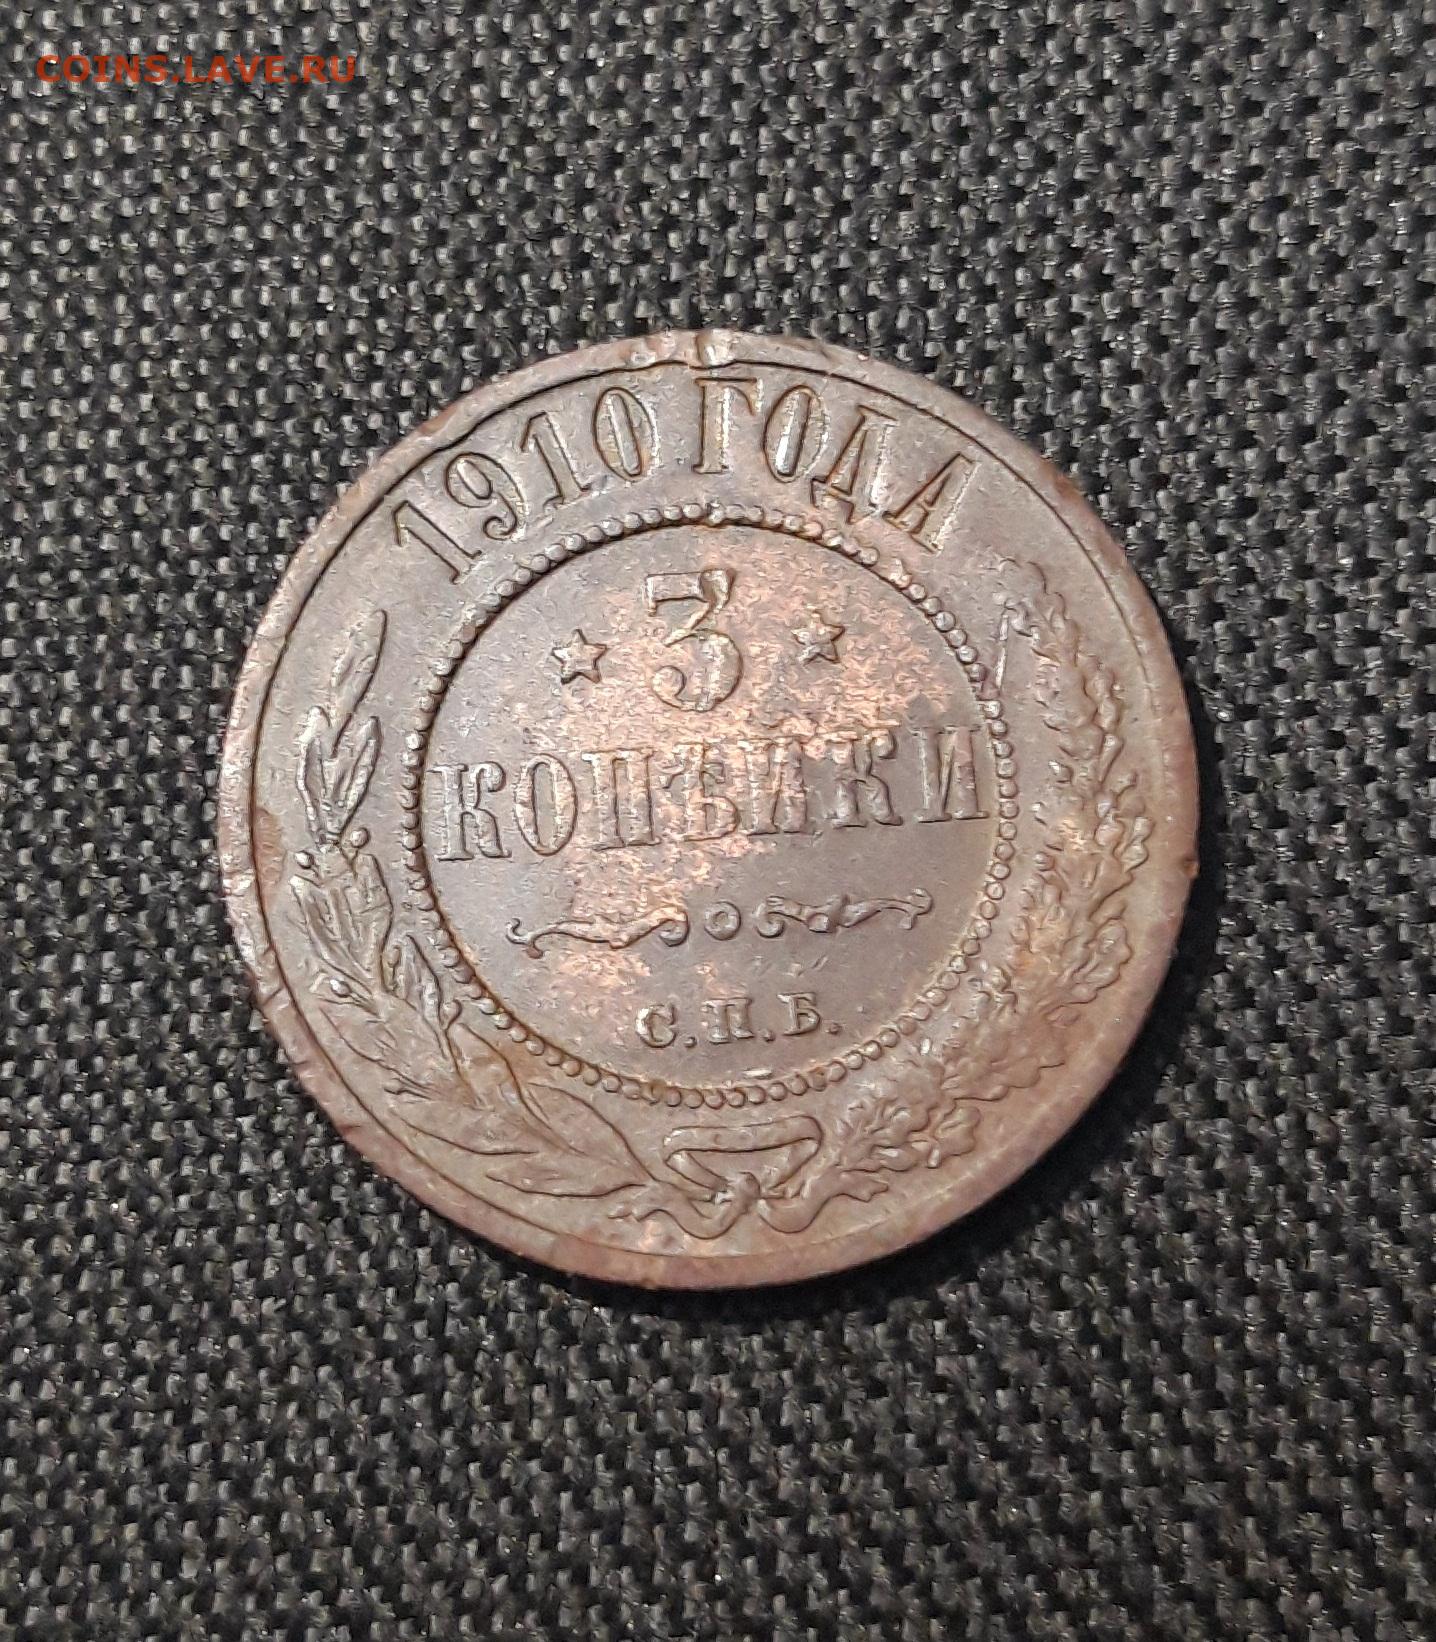 COINS.LAVE.RU
1910 ГОДА
3
КОПѢЙКИ
С.П.Б.